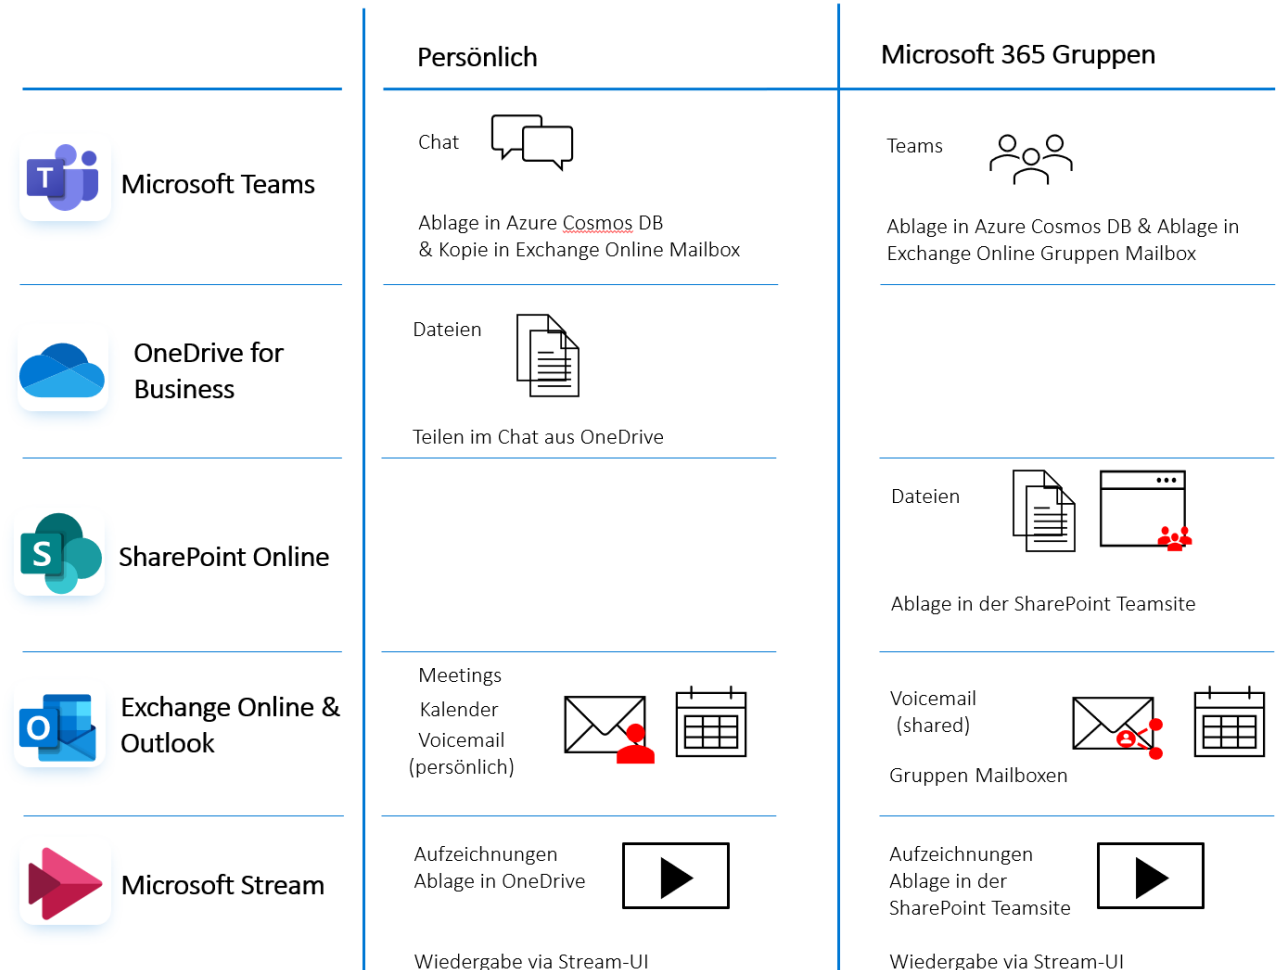 Persönlich
Microsoft 365 Gruppen
T
Microsoft Teams
Chat
Ablage in Azure Cosmos DB
& Kopie in Exchange Online Mailbox
Teams
Ablage in Azure Cosmos DB & Ablage in
Exchange Online Gruppen Mailbox
OneDrive for
Business
Dateien
Teilen im Chat aus OneDrive
S
SharePoint Online
Dateien
Ablage in der SharePoint Teamsite
O
Exchange Online &
Outlook
Meetings
Kalender
Voicemail
(persönlich)
Voicemail
(shared)
Gruppen Mailboxen
Microsoft Stream
Aufzeichnungen
Ablage in OneDrive
Wiedergabe via Stream-UI
Aufzeichnungen
Ablage in der
SharePoint Teamsite
Wiedergabe via Stream-UI